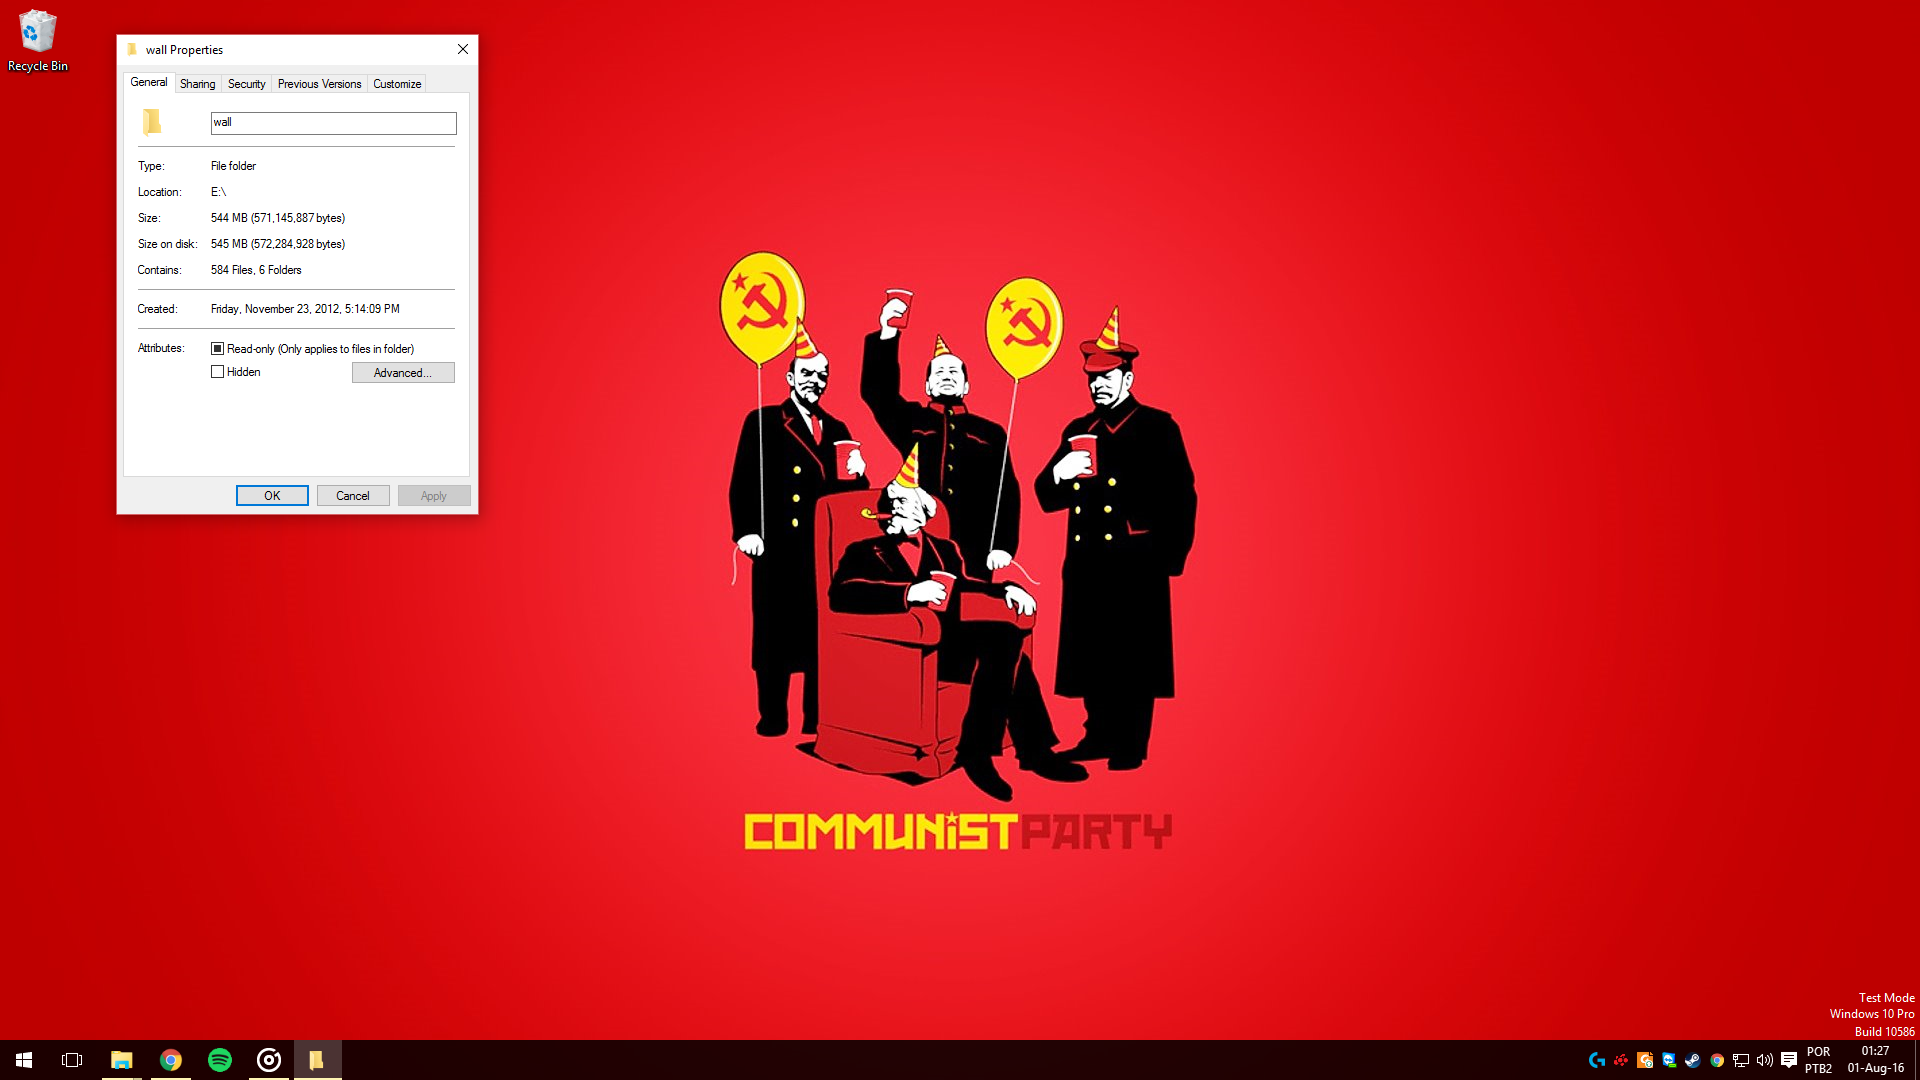 Recycle Bin
wall Properties
General Sharing Security Previous Versions Customize
wall
Type: File folder
Location: E:\
Size: 544 MB (571,145,887 bytes)
Size on disk: 545 MB (572,284,928 bytes)
Contains: 584 Files, 6 Folders
Created: Friday, November 23, 2012, 5:14:09 PM
Attributes: Read-only (Only applies to files in folder)
Hidden Advanced...
OK Cancel Apply
COMMUNiST PARTY
Test Mode
Windows 10 Pro
Build 10586
POR 01:27
PTB2 01-Aug-16